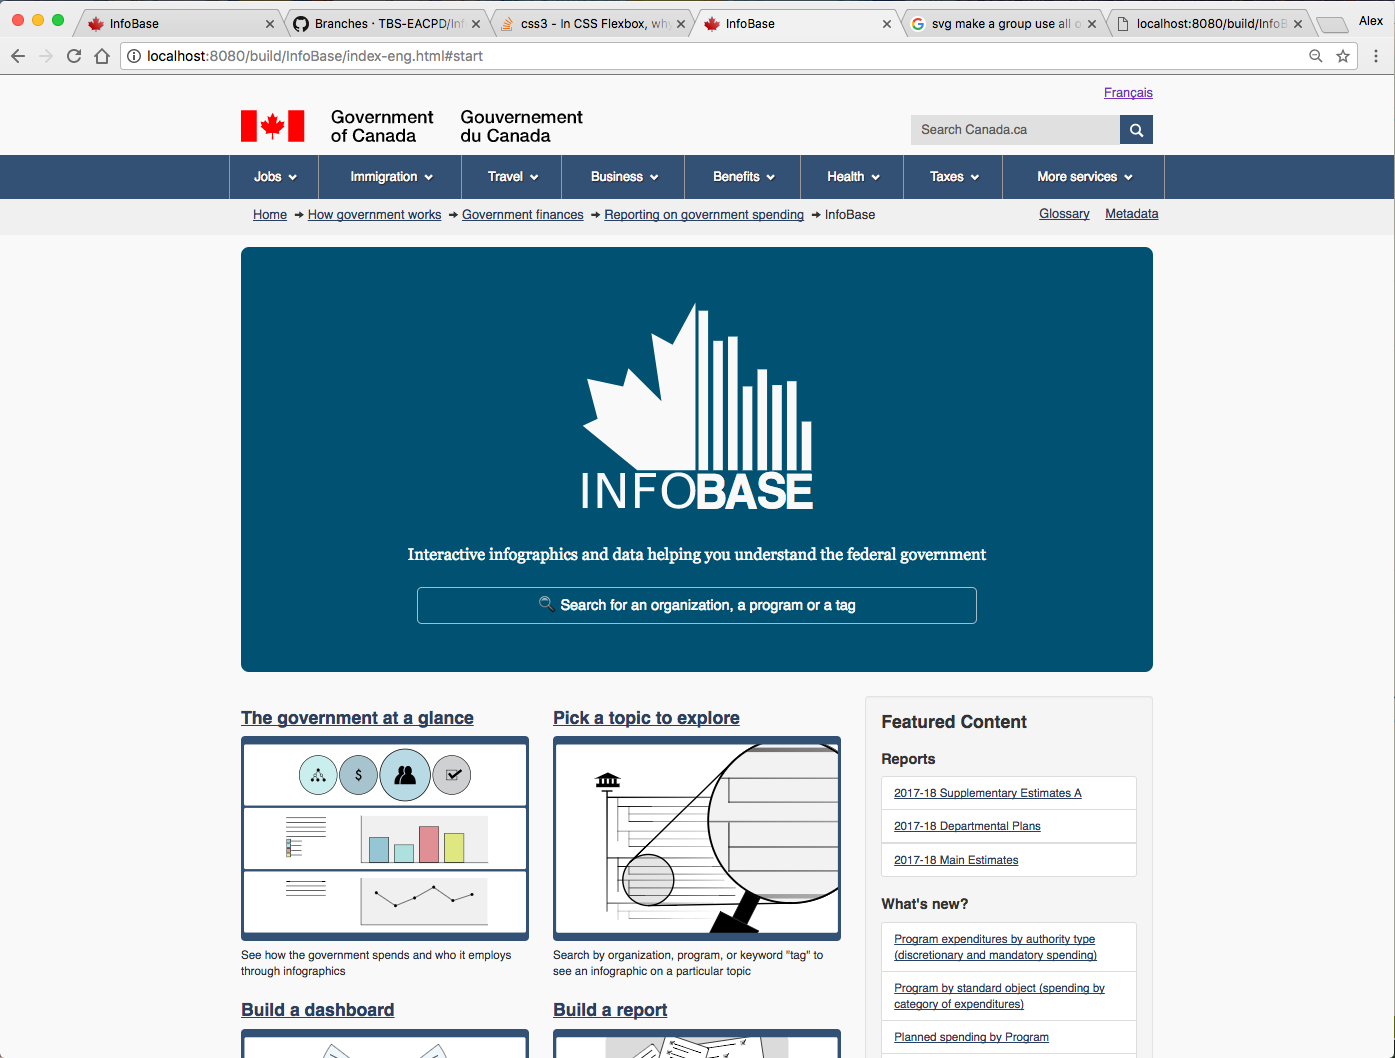 InfoBase
Branches · TBS-EACPD/Inf
css3 - In CSS Flexbox, why
InfoBase
svg make a group use all o
localhost:8080/build/InfoB
Alex
localhost:8080/build/InfoBase/index-eng.html#start
Français
Government of Canada
Gouvernement du Canada
Search Canada.ca
Jobs
Immigration
Travel
Business
Benefits
Health
Taxes
More services
Home
How government works
Government finances
Reporting on government spending
InfoBase
Glossary
Metadata
INFOBASE
Interactive infographics and data helping you understand the federal government
Search for an organization, a program or a tag
The government at a glance
$
See how the government spends and who it employs
through infographics
Pick a topic to explore
Search by organization, program, or keyword "tag" to
see an infographic on a particular topic
Build a dashboard
Build a report
Featured Content
Reports
2017-18 Supplementary Estimates A
2017-18 Departmental Plans
2017-18 Main Estimates
What's new?
Program expenditures by authority type
(discretionary and mandatory spending)
Program by standard object (spending by
category of expenditures)
Planned spending by Program